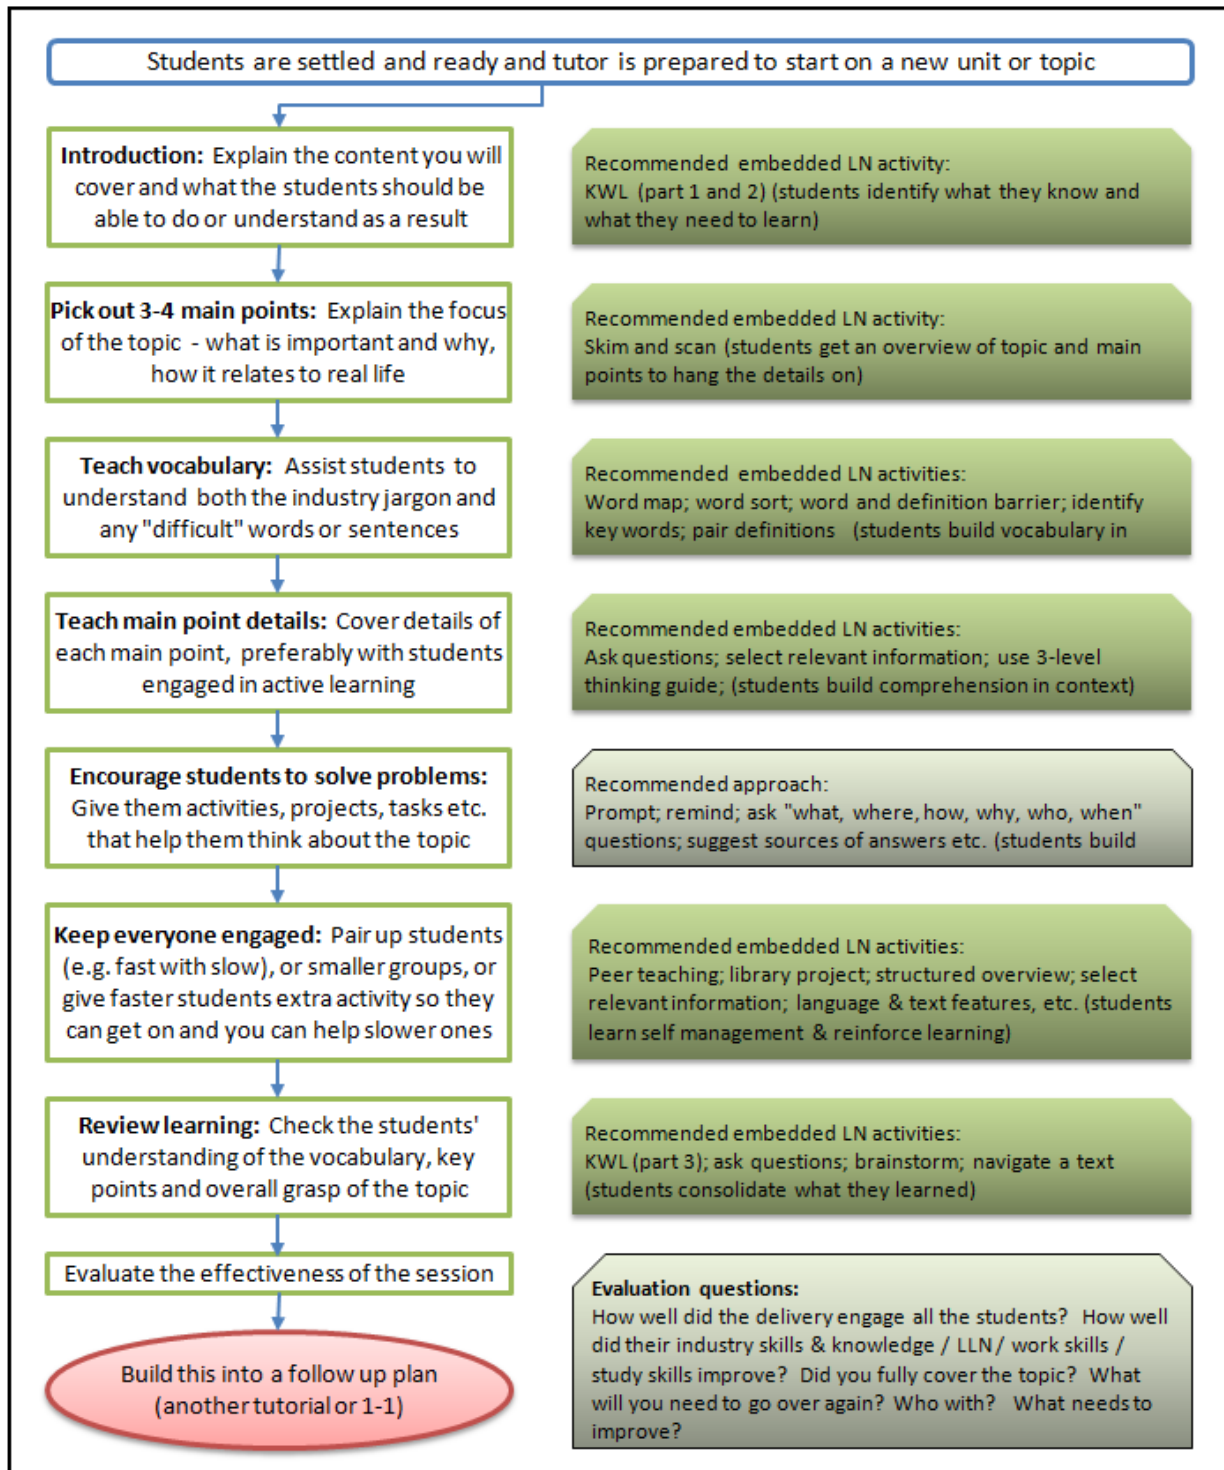 Students are settled and ready and tutor is prepared to start on a new unit or topic
Introduction: Explain the content you will
cover and what the students should be
able to do or understand as a result
Recommended embedded LN activity:
KWL (part 1 and 2) (students identify what they know and
what they need to learn)
Pick out 3-4 main points: Explain the focus
of the topic - what is important and why,
how it relates to real life
Recommended embedded LN activity:
Skim and scan (students get an overview of topic and main
points to hang the details on)
Teach vocabulary: Assist students to
understand both the industry jargon and
any "difficult" words or sentences
Recommended embedded LN activities:
Word map; word sort; word and definition barrier; identify
key words; pair definitions (students build vocabulary in
Teach main point details: Cover details of
each main point, preferably with students
engaged in active learning
Recommended embedded LN activities:
Ask questions; select relevant information; use 3-level
thinking guide; (students build comprehension in context)
Encourage students to solve problems:
Give them activities, projects, tasks etc.
that help them think about the topic
Recommended approach:
Prompt; remind; ask "what, where, how, why, who, when"
questions; suggest sources of answers etc. (students build
Keep everyone engaged: Pair up students
(e.g. fast with slow), or smaller groups, or
give faster students extra activity so they
can get on and you can help slower ones
Recommended embedded LN activities:
Peer teaching; library project; structured overview; select
relevant information; language & text features, etc. (students
learn self management & reinforce learning)
Review learning: Check the students'
understanding of the vocabulary, key
points and overall grasp of the topic
Recommended embedded LN activities:
KWL (part 3); ask questions; brainstorm; navigate a text
(students consolidate what they learned)
Evaluate the effectiveness of the session
Evaluation questions:
How well did the delivery engage all the students? How well
did their industry skills & knowledge / LLN / work skills /
study skills improve? Did you fully cover the topic? What
will you need to go over again? Who with? What needs to
improve?
Build this into a follow up plan
(another tutorial or 1-1)